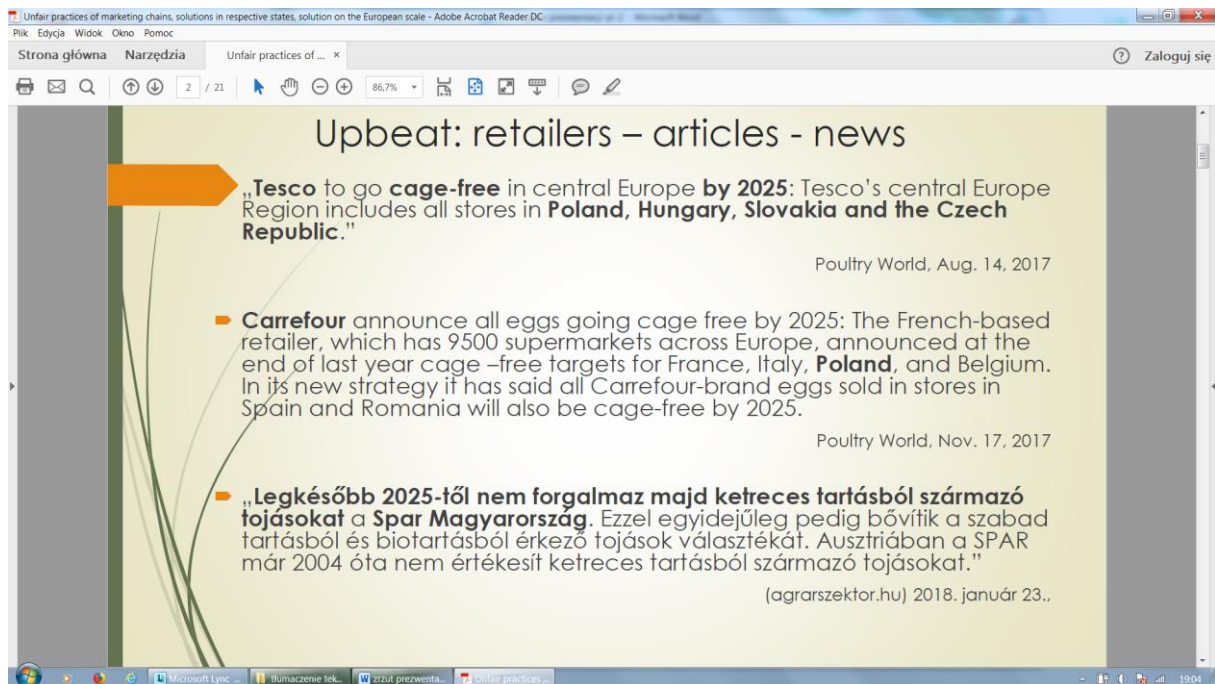 Unfair practices of marketing chains, solutions in respective states, solution on the European scale - Adobe Acrobat Reader DC
Plik Edycja Widok Okno Pomoc
Strona główna Narzędzia Unfair practices of ... × Zaloguj się
2 / 21 86,7%
Upbeat: retailers – articles - news
„Tesco to go cage-free in central Europe by 2025: Tesco’s central Europe
Region includes all stores in Poland, Hungary, Slovakia and the Czech
Republic.”
Poultry World, Aug. 14, 2017
Carrefour announce all eggs going cage free by 2025: The French-based
retailer, which has 9500 supermarkets across Europe, announced at the
end of last year cage –free targets for France, Italy, Poland, and Belgium.
In its new strategy it has said all Carrefour-brand eggs sold in stores in
Spain and Romania will also be cage-free by 2025.
Poultry World, Nov. 17, 2017
„Legkésőbb 2025-től nem forgalmaz majd ketreces tartásból származó
tojásokat a Spar Magyarország. Ezzel egyidejűleg pedig bővítik a szabad
tartásból és biotartásból érkező tojások választékát. Ausztriában a SPAR
már 2004 óta nem értékesít ketreces tartásból származó tojásokat.”
(agrarszektor.hu) 2018. január 23.,
Microsoft Lync ... tłumaczenie tek... zrzut prezwenta... Unfair practices ... 19:04